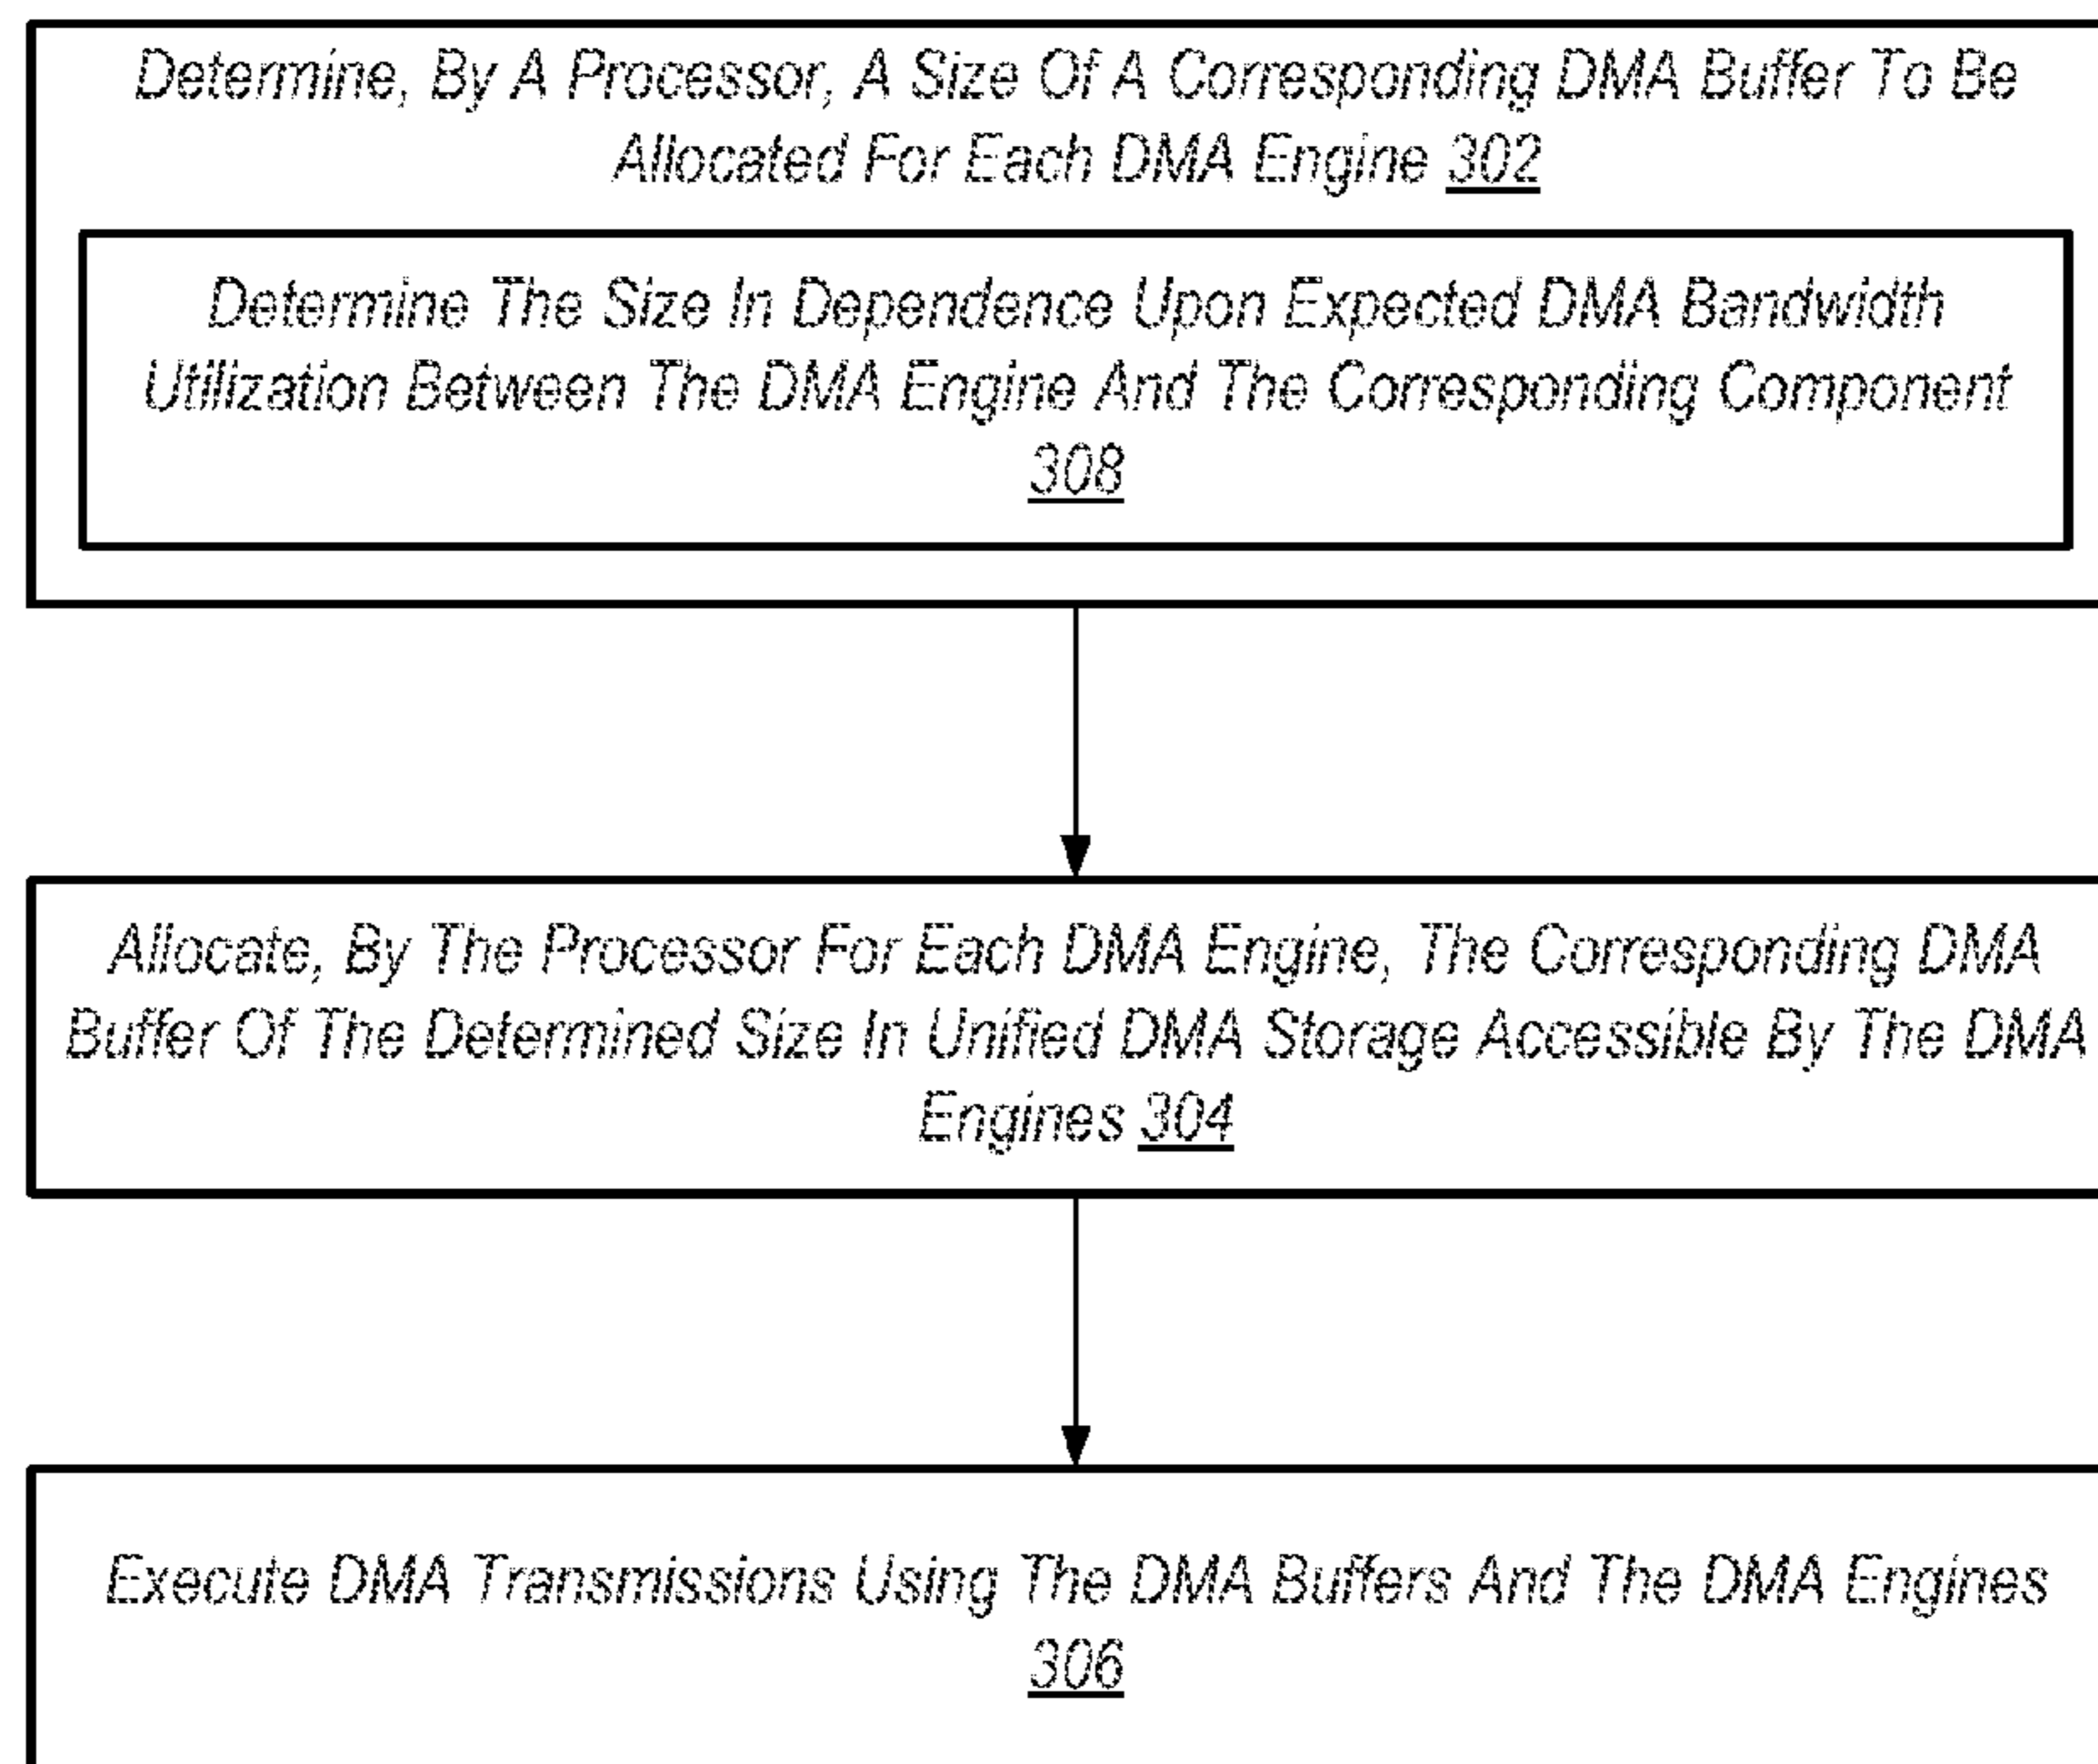 Determine, By A Processor, A Size Of A Corresponding DMA Buffer To Be
Allocated For Each DMA Engine 302
Determine The Size In Dependence Upon Expected DMA Bandwidth
Utilization Between The DMA Engine And The Corresponding Component
308
Allocate, By The Processor For Each DMA Engine, The Corresponding DMA
Buffer Of The Determined Size In Unified DMA Storage Accessible By The DMA
Engines 304
Execute DMA Transmissions Using The DMA Buffers And The DMA Engines
306